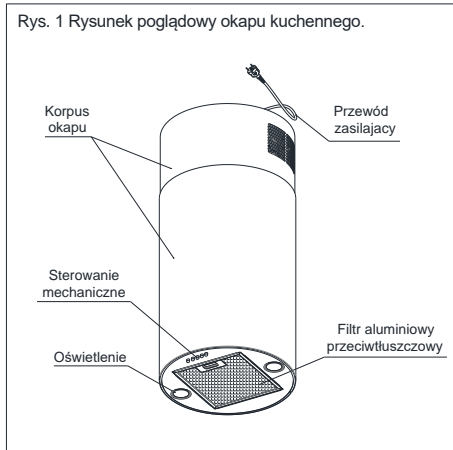 Rys. 1 Rysunek poglądowy okapu kuchennego.
Korpus
okapu
Przewód
zasilajacy
Sterowanie
mechaniczne
Filtr aluminiowy
przeciwtłuszczowy
Oświetlenie